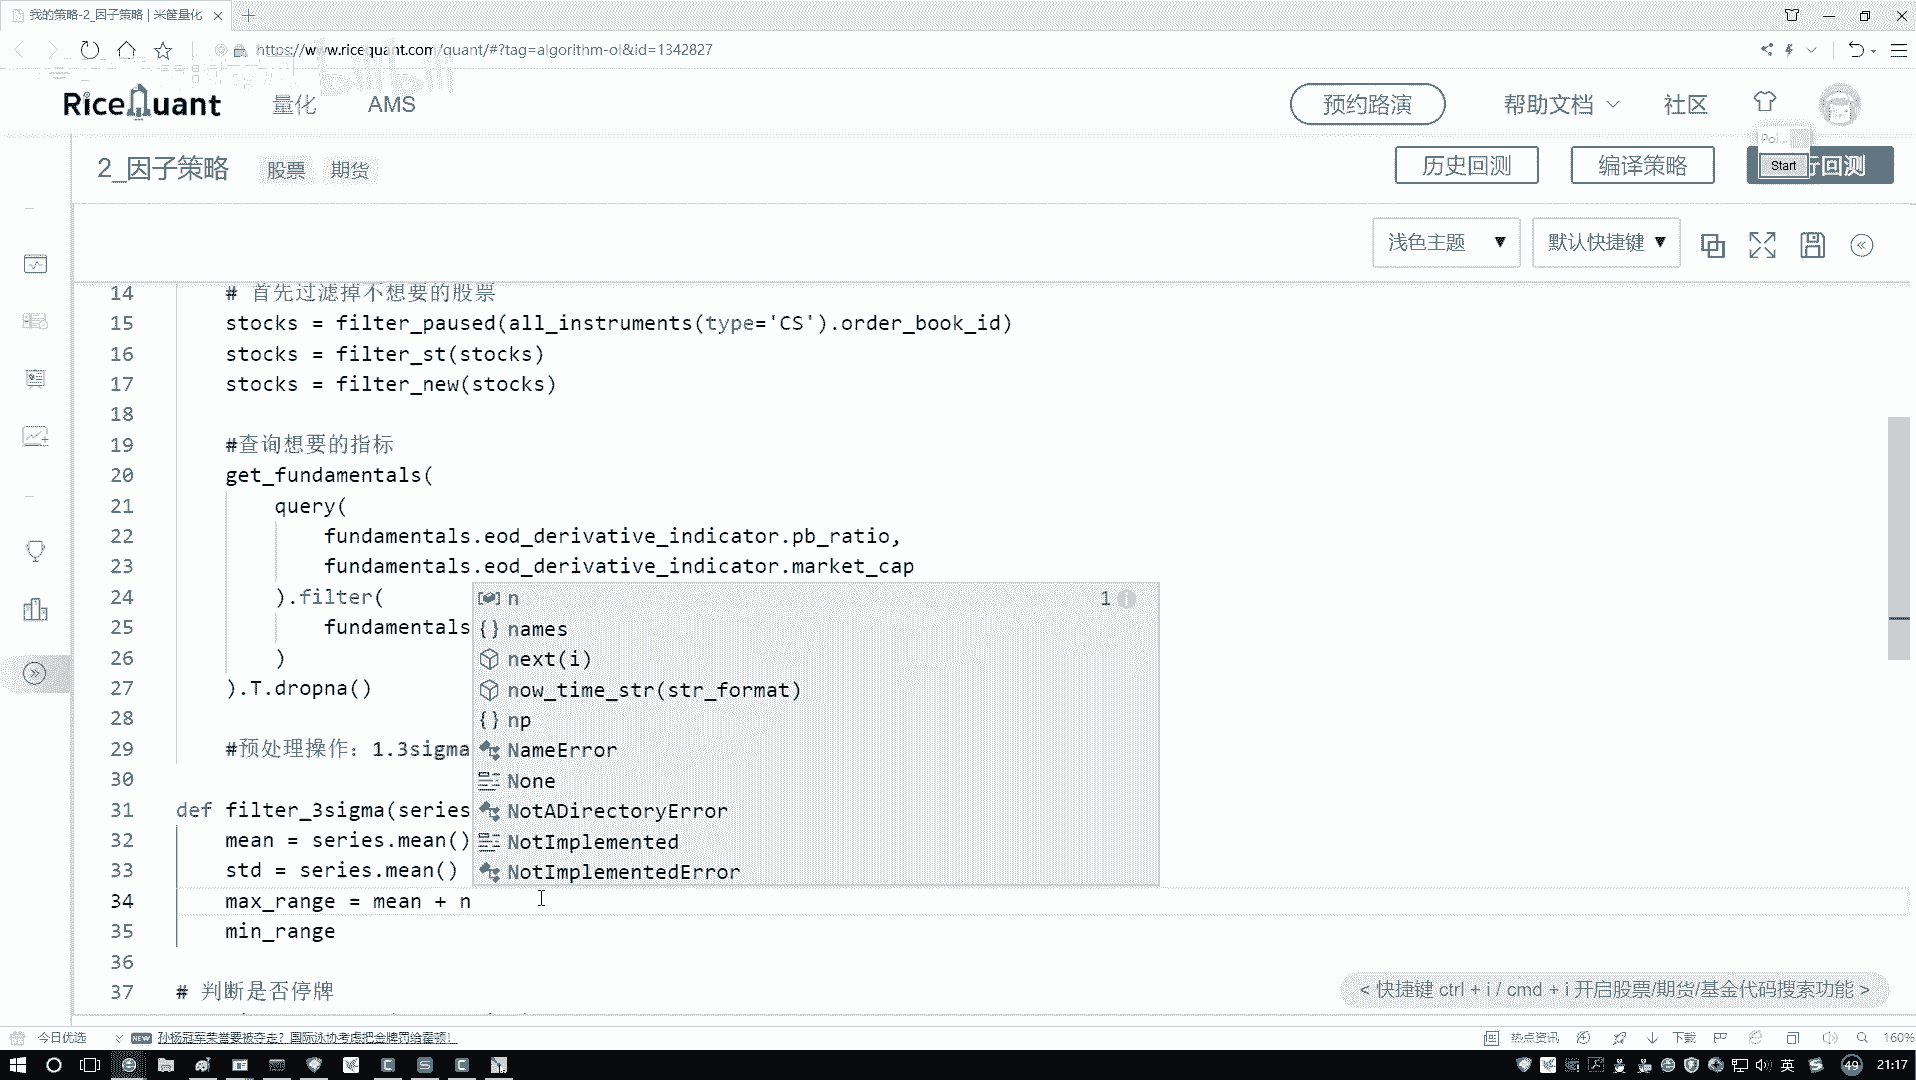 我的策略-2_因子策略 | 米筐量化
https://www.ricequant.com/quant/#?tag=algorithm-ol&id=1342827
RiceQuant 量化 AMS 预约路演 帮助文档 社区
Poi...
2_因子策略 股票 期货 历史回测 编译策略 Start 行回测
浅色主题 ▼ 默认快捷键 ▼
14 # 首先过滤掉不想要的股票
15 stocks = filter_paused(all_instruments(type='CS').order_book_id)
16 stocks = filter_st(stocks)
17 stocks = filter_new(stocks)
18
19 #查询想要的指标
20 get_fundamentals(
21 query(
22 fundamentals.eod_derivative_indicator.pb_ratio,
23 fundamentals.eod_derivative_indicator.market_cap
24 ).filter( n 1
25 fundamentals names
26 ) next(i)
27 ).T.dropna() now_time_str(str_format)
28 np
29 #预处理操作：1.3sigma NameError
30 None
31 def filter_3sigma(series NotADirectoryError
32 mean = series.mean() NotImplemented
33 std = series.mean() NotImplementedError
34 max_range = mean + n
35 min_range
36
37 # 判断是否停牌
< 快捷键 ctrl + i / cmd + i 开启股票/期货/基金代码搜索功能 >
今日优选 NEW 孙杨冠军荣誉要被夺走？国际泳协考虑把金牌罚给霍顿！ 热点资讯 下载 160%
英 49 21:17